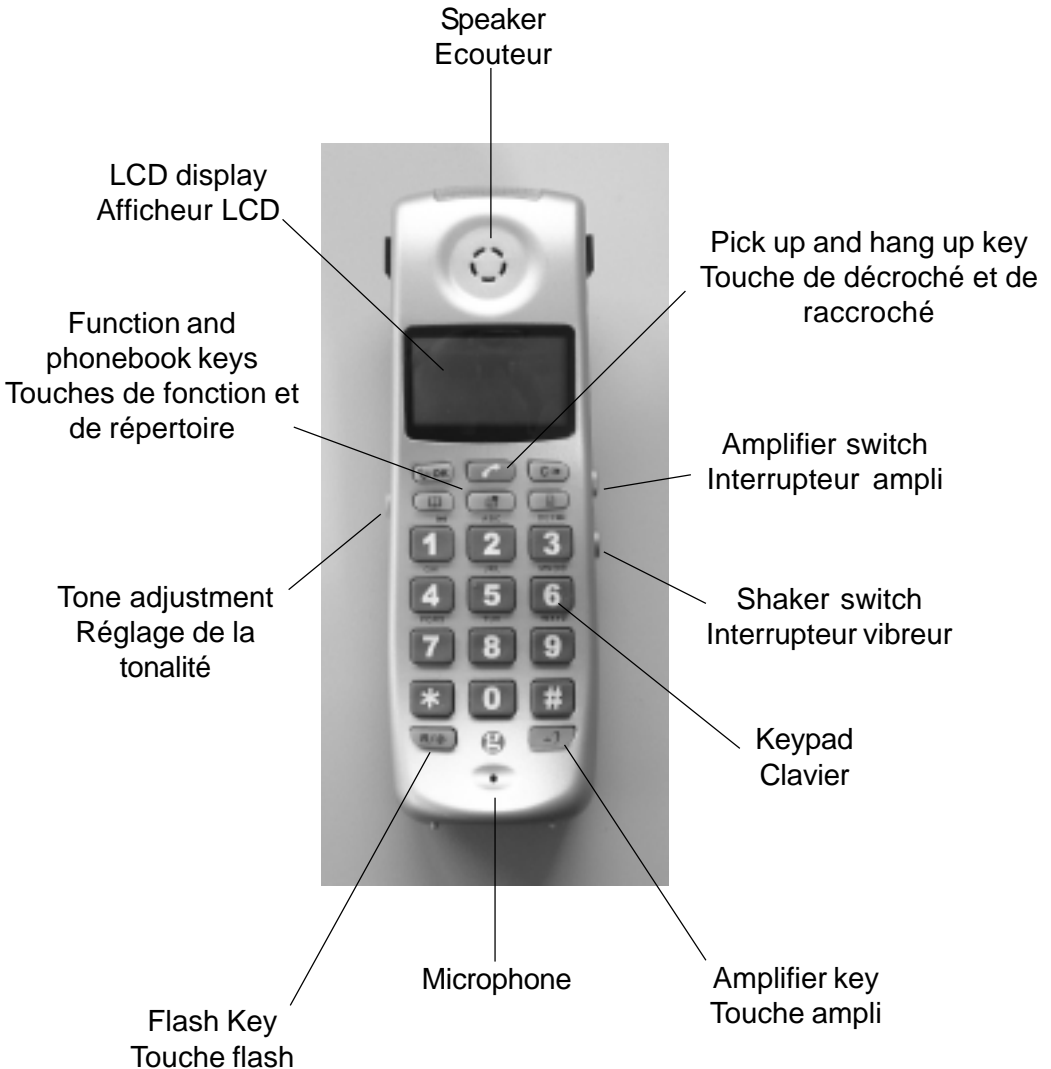 Speaker
Ecouteur
LCD display
Afficheur LCD
Pick up and hang up key
Touche de décroché et de
raccroché
Function and
phonebook keys
Touches de fonction et
de répertoire
Amplifier switch
Interrupteur ampli
Tone adjustment
Réglage de la
tonalité
Shaker switch
Interrupteur vibreur
Keypad
Clavier
OK C
1 2 3
4 5 6
7 8 9
* 0 #
Microphone
Amplifier key
Touche ampli
Flash Key
Touche flash